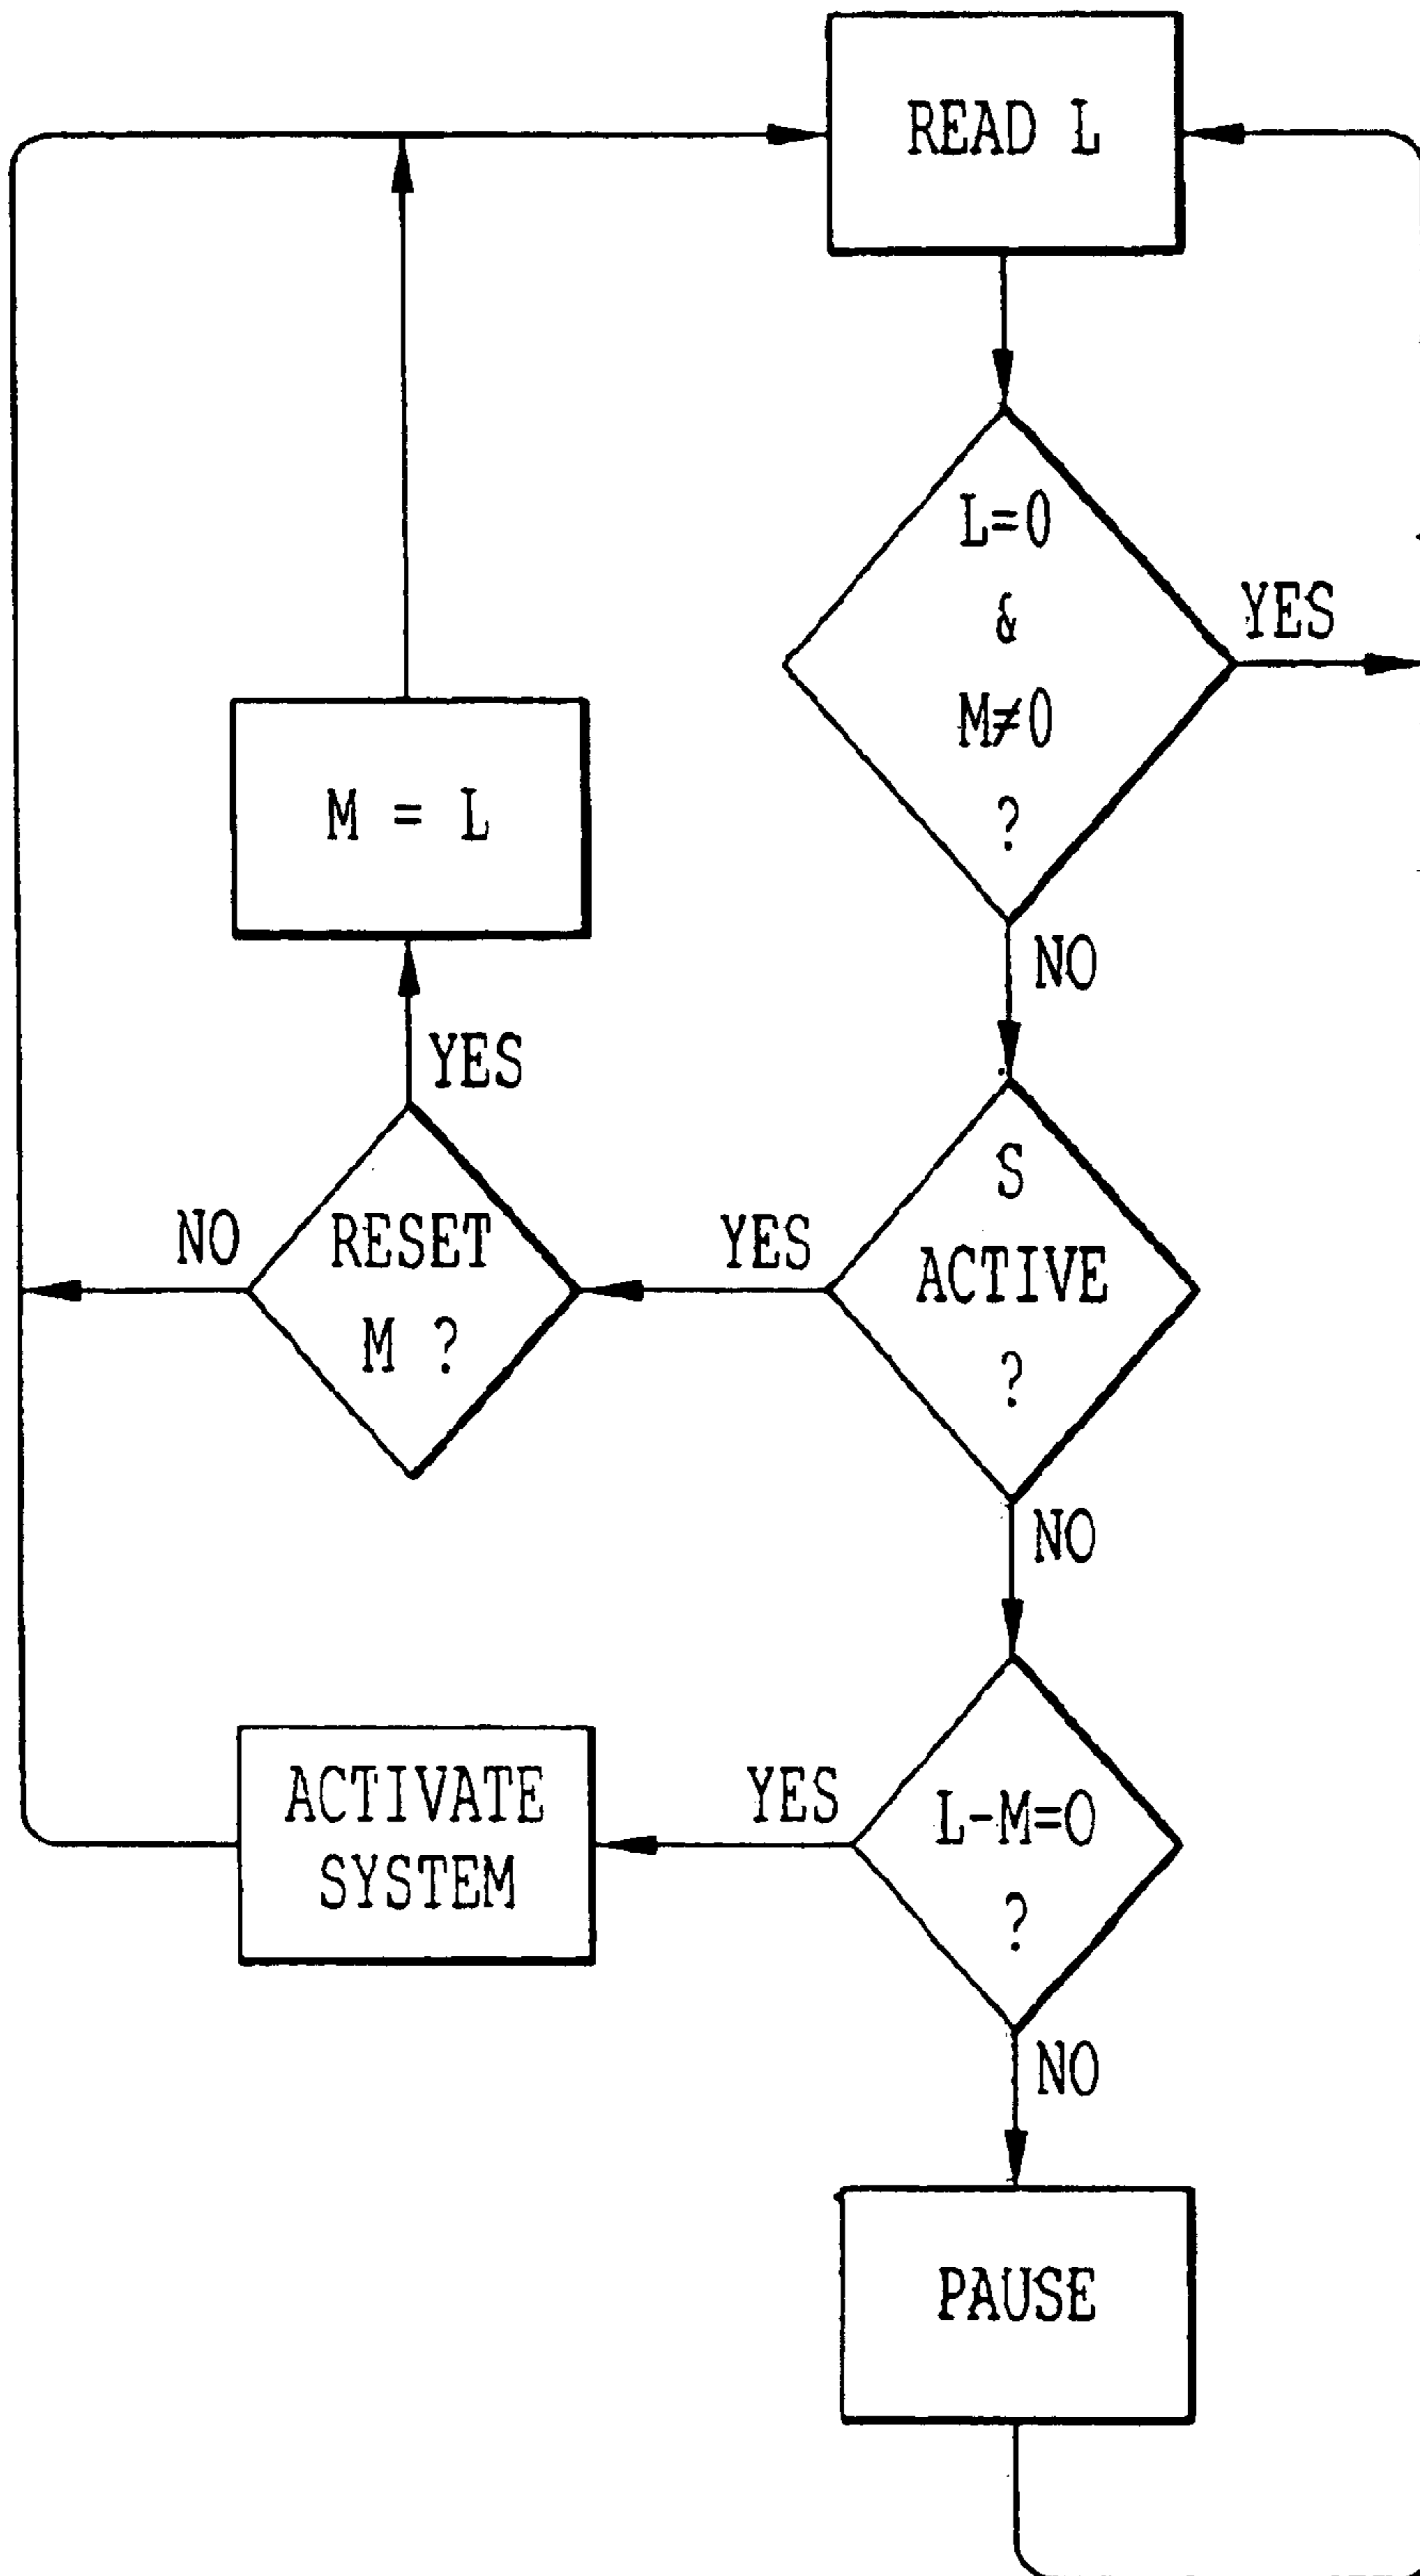 READ L
L=0
&
M≠0
?
YES
NO
M = L
YES
S
ACTIVE
?
YES
RESET
M ?
NO
NO
L-M=0
?
YES
ACTIVATE
SYSTEM
NO
PAUSE